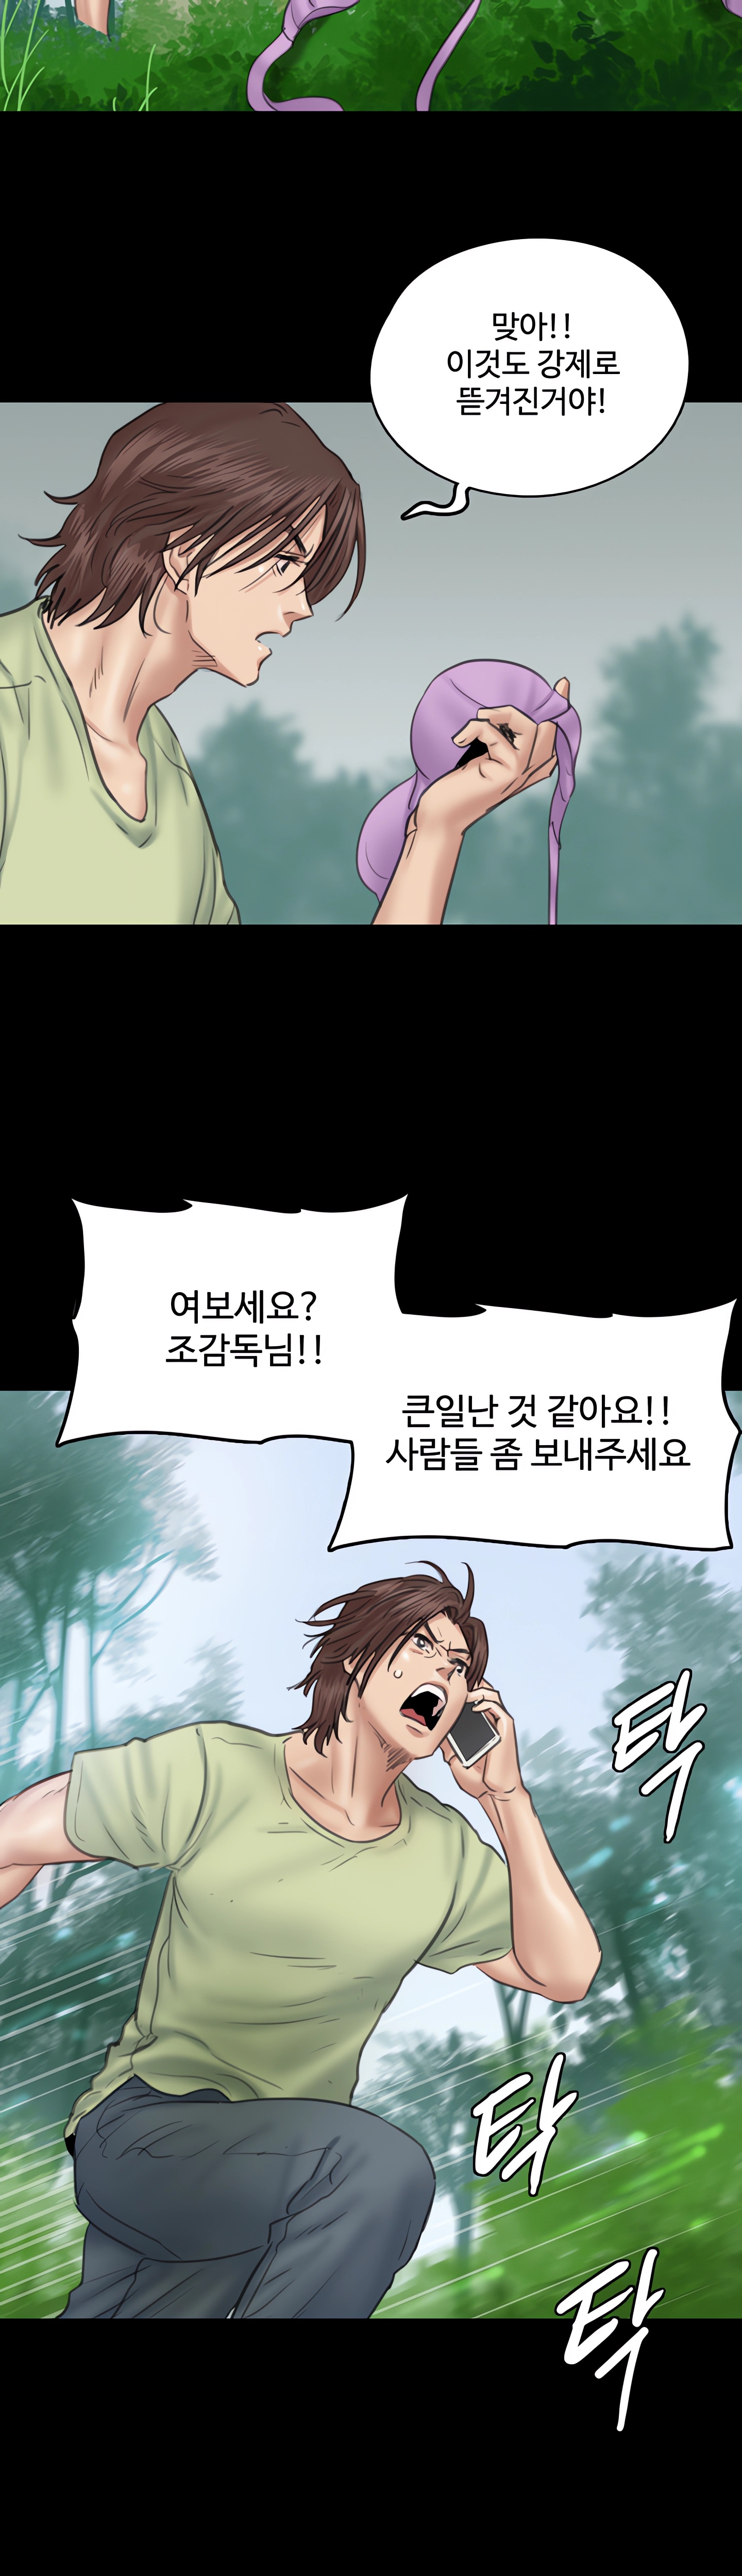 맞아!!
이것도 강제로
뜯겨진거야!
여보세요?
조감독님!!
큰일난 것 같아요!!
사람들 좀 보내주세요
탁
탁
탁